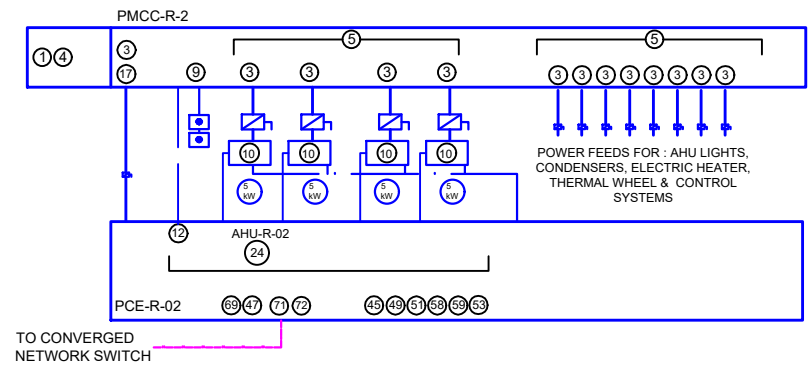 PMCC-R-2
5
5
1 4
3
17
9
3
3
3
3
3 3 3 3 3 3 3 3
10
10
10
10
POWER FEEDS FOR : AHU LIGHTS,
CONDENSERS, ELECTRIC HEATER,
THERMAL WHEEL & CONTROL
SYSTEMS
5
kW
5
kW
5
kW
5
kW
12
AHU-R-02
24
PCE-R-02
69 47 71 72
45 49 51 58 59 53
TO CONVERGED
NETWORK SWITCH